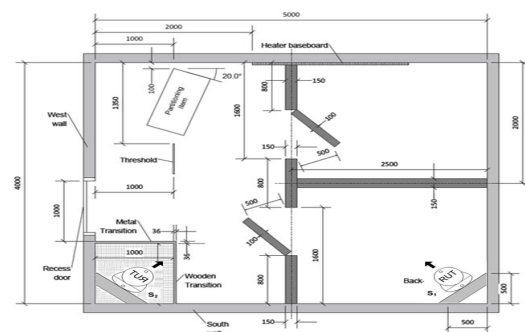 5000
2000
1000
Heater baseboard
100
20.0°
Partitioning
Item
800
150
1350
1600
100
West
wall
Threshold
150
500
2500
2000
4000
1000
800
150
1000
500
Metal
Transition
36
1000
36
100
1600
Recess
door
TUR
S₂
Wooden
Transition
800
Back-
RUT
S₁
500
South
150
500